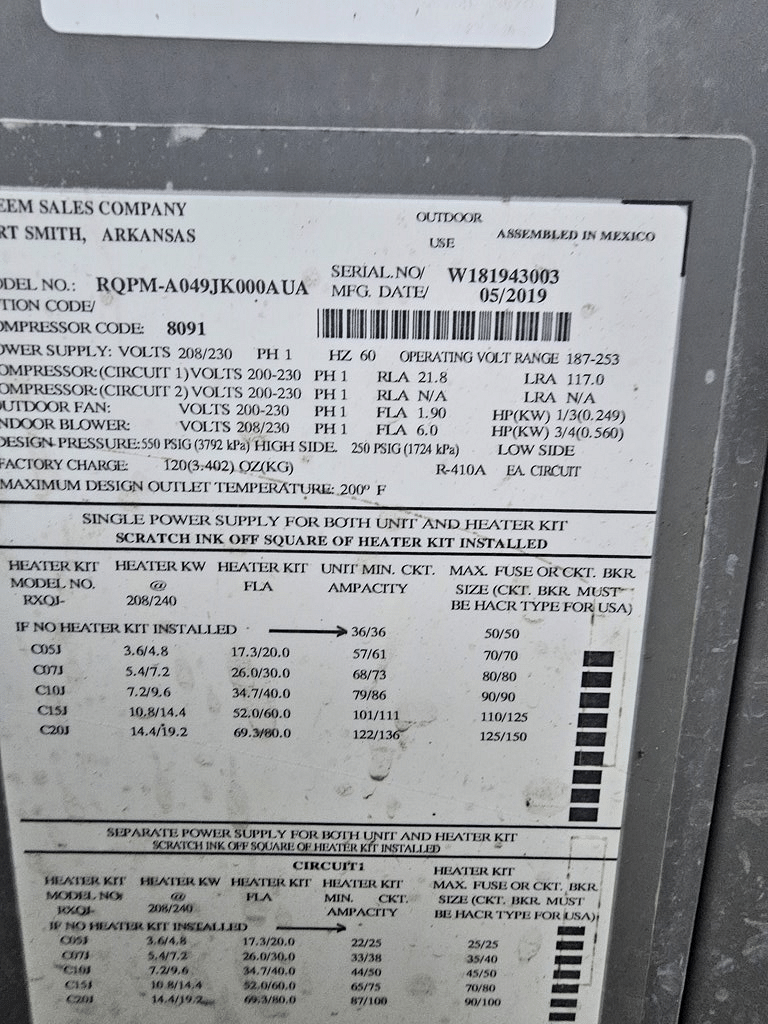 EEM SALES COMPANY
RT SMITH, ARKANSAS
OUTDOOR
USE
ASSEMBLED IN MEXICO
ODEL NO.: RQPM-A049JK000AUA
SERIAL.NO/ W181943003
MFG. DATE/ 05/2019
TION CODE/
OMPRESSOR CODE: 8091
OWER SUPPLY: VOLTS 208/230 PH 1 HZ 60 OPERATING VOLT RANGE 187-253
OMPRESSOR:(CIRCUIT 1)VOLTS 200-230 PH 1 RLA 21.8 LRA 117.0
OMPRESSOR:(CIRCUIT 2)VOLTS 200-230 PH 1 RLA N/A LRA N/A
UTDOOR FAN: VOLTS 200-230 PH 1 FLA 1.90 HP(KW) 1/3(0.249)
NDOOR BLOWER: VOLTS 208/230 PH 1 FLA 6.0 HP(KW) 3/4(0.560)
DESIGN PRESSURE:550 PSIG (3792 kPa) HIGH SIDE. 250 PSIG (1724 kPa) LOW SIDE
FACTORY CHARGE: 120(3.402) OZ(KG) R-410A EA. CIRCUIT
MAXIMUM DESIGN OUTLET TEMPERATURE: 200° F
SINGLE POWER SUPPLY FOR BOTH UNIT AND HEATER KIT
SCRATCH INK OFF SQUARE OF HEATER KIT INSTALLED
HEATER KIT HEATER KW HEATER KIT UNIT MIN. CKT. MAX. FUSE OR CKT. BKR.
MODEL NO. @ FLA AMPACITY SIZE (CKT. BKR. MUST
RXQJ- 208/240 BE HACR TYPE FOR USA)
IF NO HEATER KIT INSTALLED 36/36 50/50
C05J 3.6/4.8 17.3/20.0 57/61 70/70
C07J 5.4/7.2 26.0/30.0 68/73 80/80
C10J 7.2/9.6 34.7/40.0 79/86 90/90
C15J 10.8/14.4 52.0/60.0 101/111 110/125
C20J 14.4/19.2 69.3/80.0 122/136 125/150
SEPARATE POWER SUPPLY FOR BOTH UNIT AND HEATER KIT
SCRATCH INK OFF SQUARE OF HEATER KIT INSTALLED
CIRCUIT1
HEATER KIT HEATER KW HEATER KIT HEATER KIT HEATER KIT
MODEL NO/ @ FLA MIN. CKT. MAX. FUSE OR CKT. BKR.
RXQJ- 208/240 AMPACITY SIZE (CKT. BKR. MUST
BE HACR TYPE FOR USA)
IF NO HEATER KIT INSTALLED
C05J 3.6/4.8 17.3/20.0 22/25 25/25
C07J 5.4/7.2 26.0/30.0 33/38 35/40
C10J 7.2/9.6 34.7/40.0 44/50 45/50
C15J 10.8/14.4 52.0/60.0 65/75 70/80
C20J 14.4/19.2 69.3/80.0 87/100 90/100